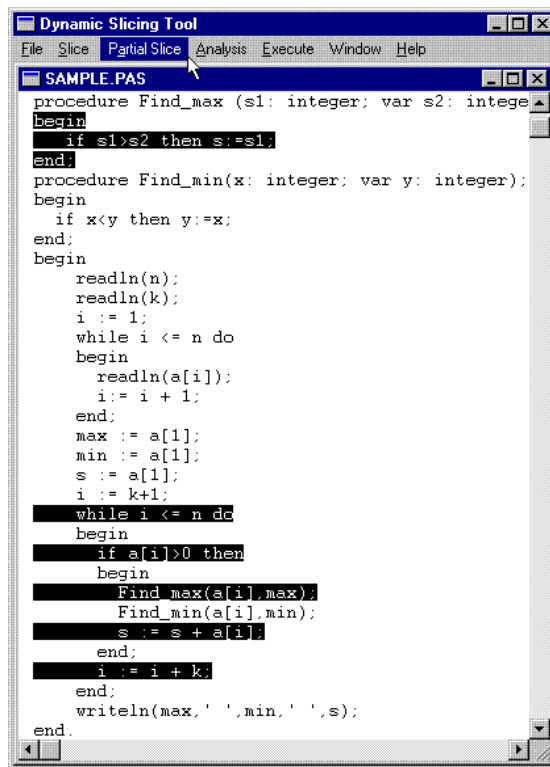 Dynamic Slicing Tool
File Slice Partial Slice Analysis Execute Window Help
SAMPLE.PAS
procedure Find_max (s1: integer; var s2: intege
begin
if s1>s2 then s:=s1;
end;
procedure Find_min(x: integer; var y: integer);
begin
if x<y then y:=x;
end;
begin
readln(n);
readln(k);
i := 1;
while i <= n do
begin
readln(a[i]);
i:= i + 1;
end;
max := a[1];
min := a[1];
s := a[1];
i := k+1;
while i <= n do
begin
if a[i]>0 then
begin
Find_max(a[i],max);
Find_min(a[i],min);
s := s + a[i];
end;
i := i + k;
end;
writeln(max,' ',min,' ',s);
end.